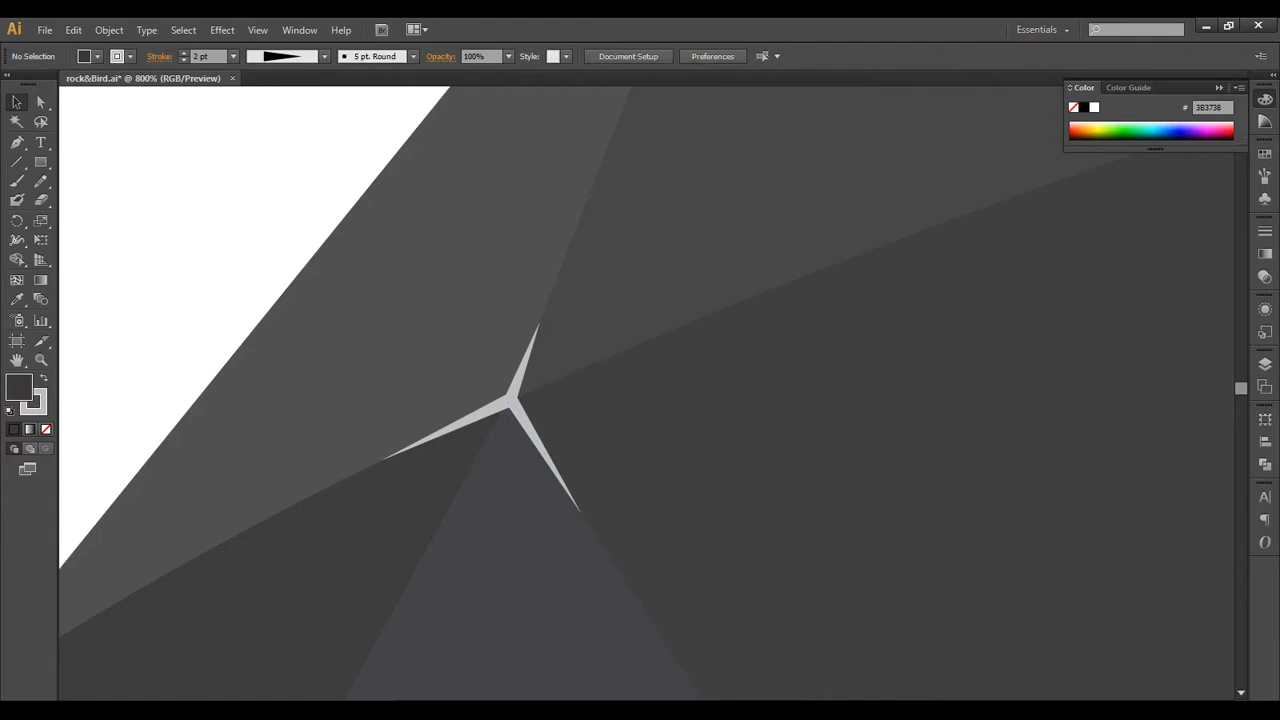 Ai File Edit Object Type Select Effect View Window Help Essentials
No Selection Stroke: 2 pt 5 pt. Round Opacity: 100% Style: Document Setup Preferences
rock&Bird.ai* @ 800% (RGB/Preview)
Color Color Guide
# 3B3738